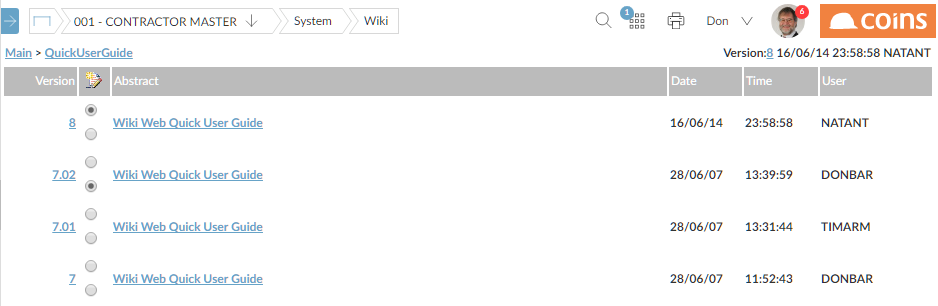 001 - CONTRACTOR MASTER System Wiki 1 Don 6 coins
Main > QuickUserGuide Version:8 16/06/14 23:58:58 NATANT
Version Abstract Date Time User
8 Wiki Web Quick User Guide 16/06/14 23:58:58 NATANT
7.02 Wiki Web Quick User Guide 28/06/07 13:39:59 DONBAR
7.01 Wiki Web Quick User Guide 28/06/07 13:31:44 TIMARM
7 Wiki Web Quick User Guide 28/06/07 11:52:43 DONBAR